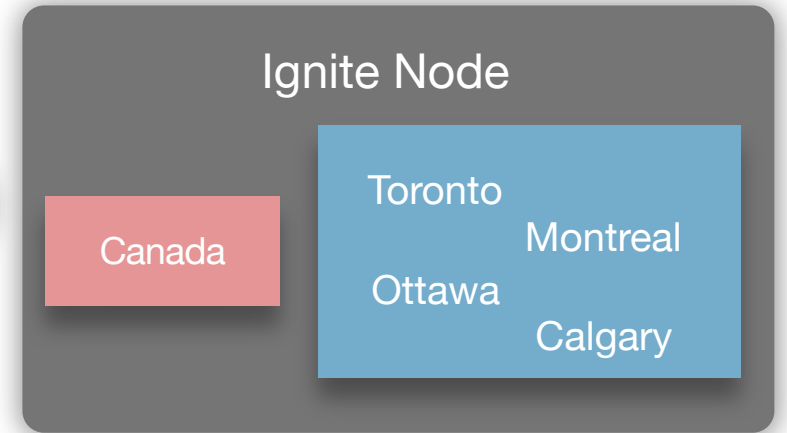 Ignite Node
Canada
Toronto
Montreal
Ottawa
Calgary